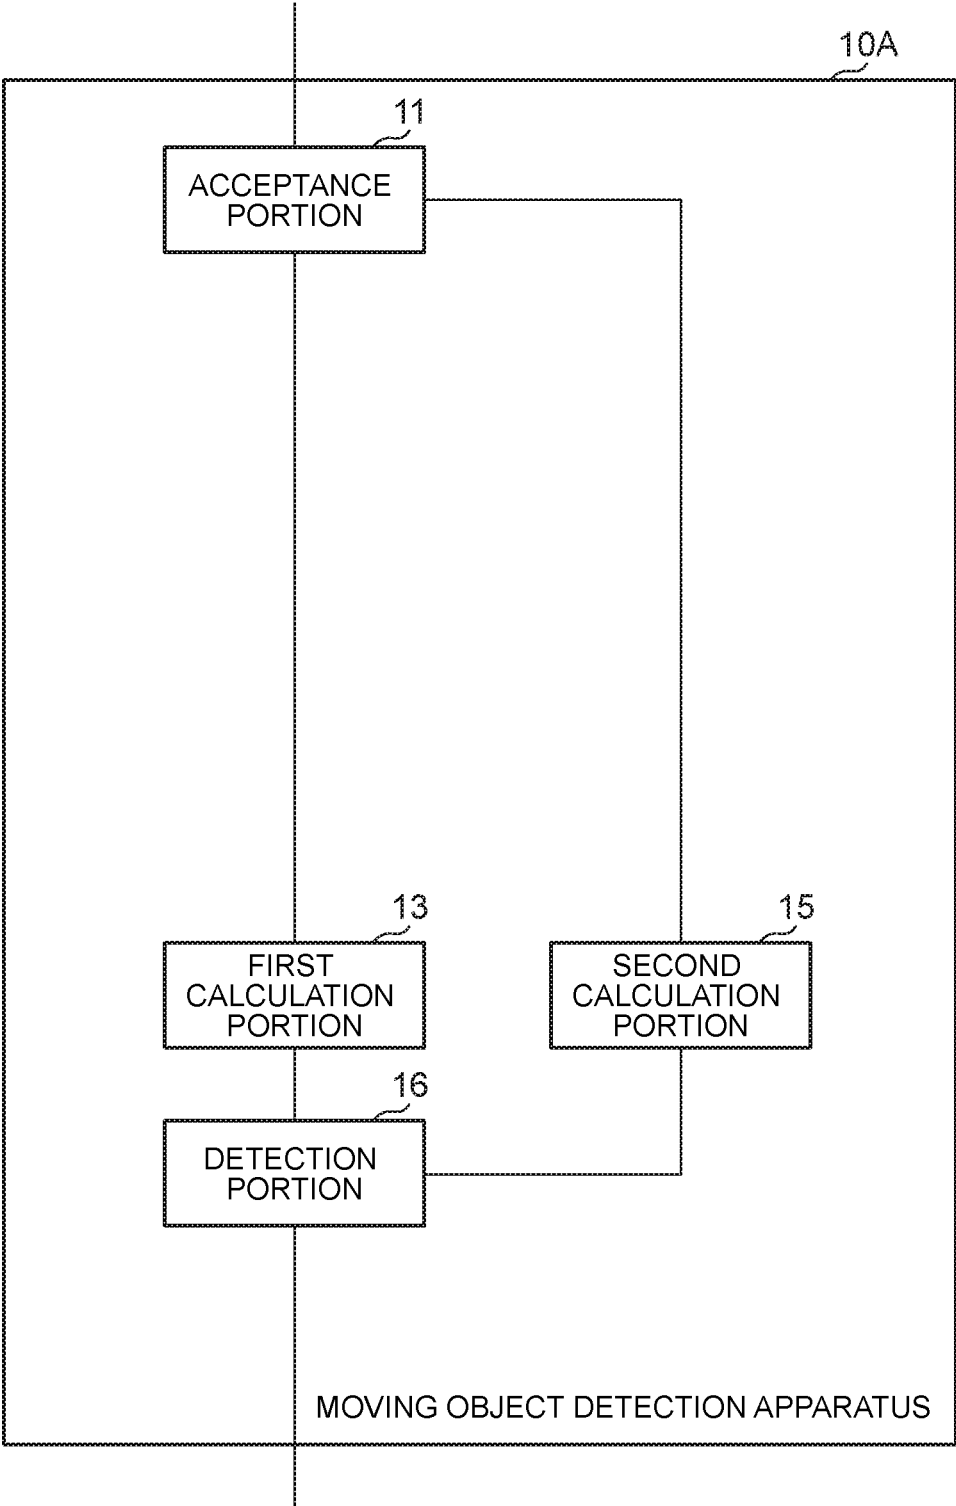 10A
11
ACCEPTANCE
PORTION
13
FIRST
CALCULATION
PORTION
15
SECOND
CALCULATION
PORTION
16
DETECTION
PORTION
MOVING OBJECT DETECTION APPARATUS